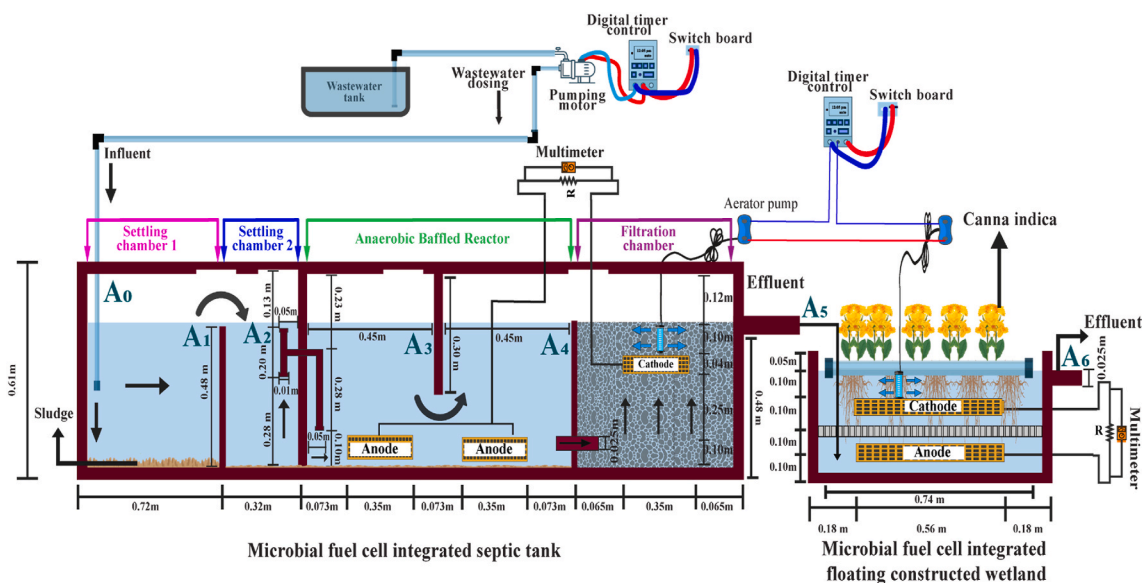 Digital timer
control
Switch board
Wastewater
tank
Wastewater
dosing
Pumping
motor
Digital timer
control
Switch board
Influent
Multimeter
R
Aerator pump
Canna indica
Settling
chamber 1
Settling
chamber 2
Anaerobic Baffled Reactor
Filtration
chamber
Effluent
A0
A1
A2
A3
A4
A5
A6
Effluent
0.61m
Sludge
0.48 m
0.13 m
0.05m
0.20 m
0.01m
0.28 m
0.23 m
0.28 m
0.05m
0.10m
0.45m
0.30 m
0.45m
Anode
Anode
Cathode
0.12m
0.10m
0.04m
0.25m
0.10m
0.025m
0.48 m
0.05m
0.10m
0.10m
0.10m
0.10m
0.025m
Cathode
Anode
R
Multimeter
0.72m
0.32m
0.073m
0.35m
0.073m
0.35m
0.073m
0.065m
0.35m
0.065m
0.74 m
0.18 m
0.56 m
0.18 m
Microbial fuel cell integrated septic tank
Microbial fuel cell integrated
floating constructed wetland